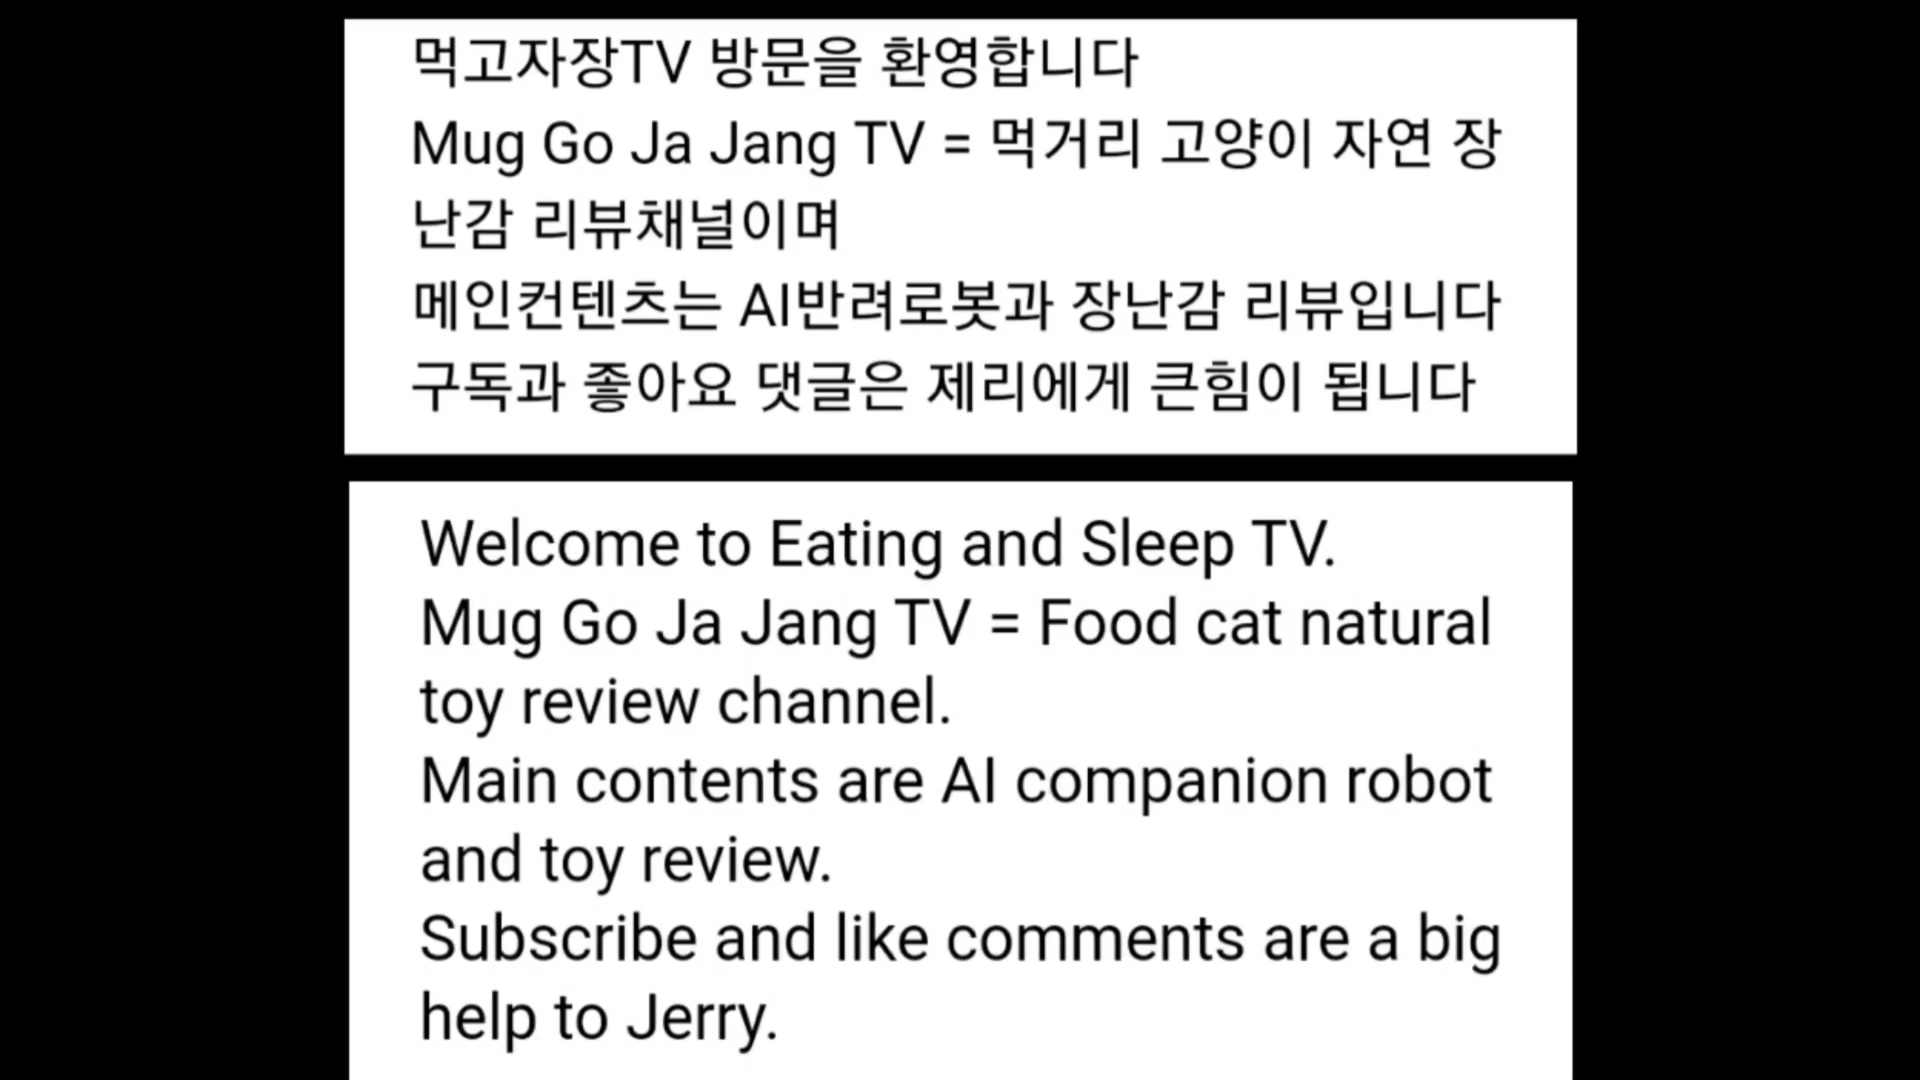 먹고자장TV 방문을 환영합니다
Mug Go Ja Jang TV = 먹거리 고양이 자연 장
난감 리뷰채널이며
메인컨텐츠는 AI반려로봇과 장난감 리뷰입니다
구독과 좋아요 댓글은 제리에게 큰힘이 됩니다
Welcome to Eating and Sleep TV.
Mug Go Ja Jang TV = Food cat natural
toy review channel.
Main contents are AI companion robot
and toy review.
Subscribe and like comments are a big
help to Jerry.